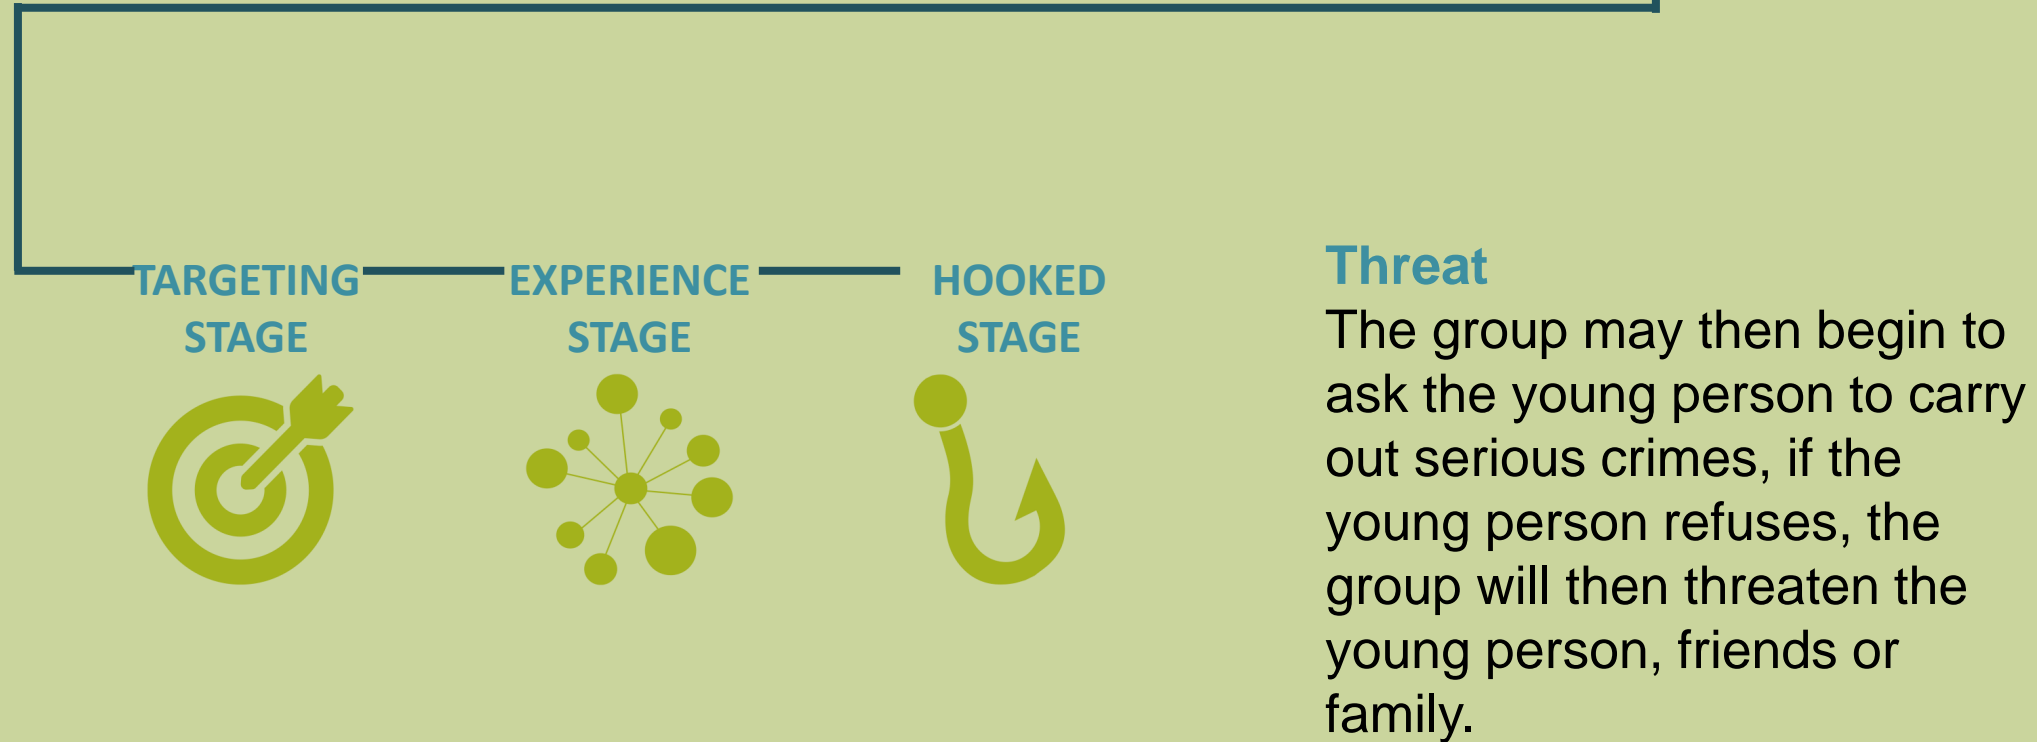 TARGETING
STAGE
EXPERIENCE
STAGE
HOOKED
STAGE
Threat
The group may then begin to
ask the young person to carry
out serious crimes, if the
young person refuses, the
group will then threaten the
young person, friends or
family.